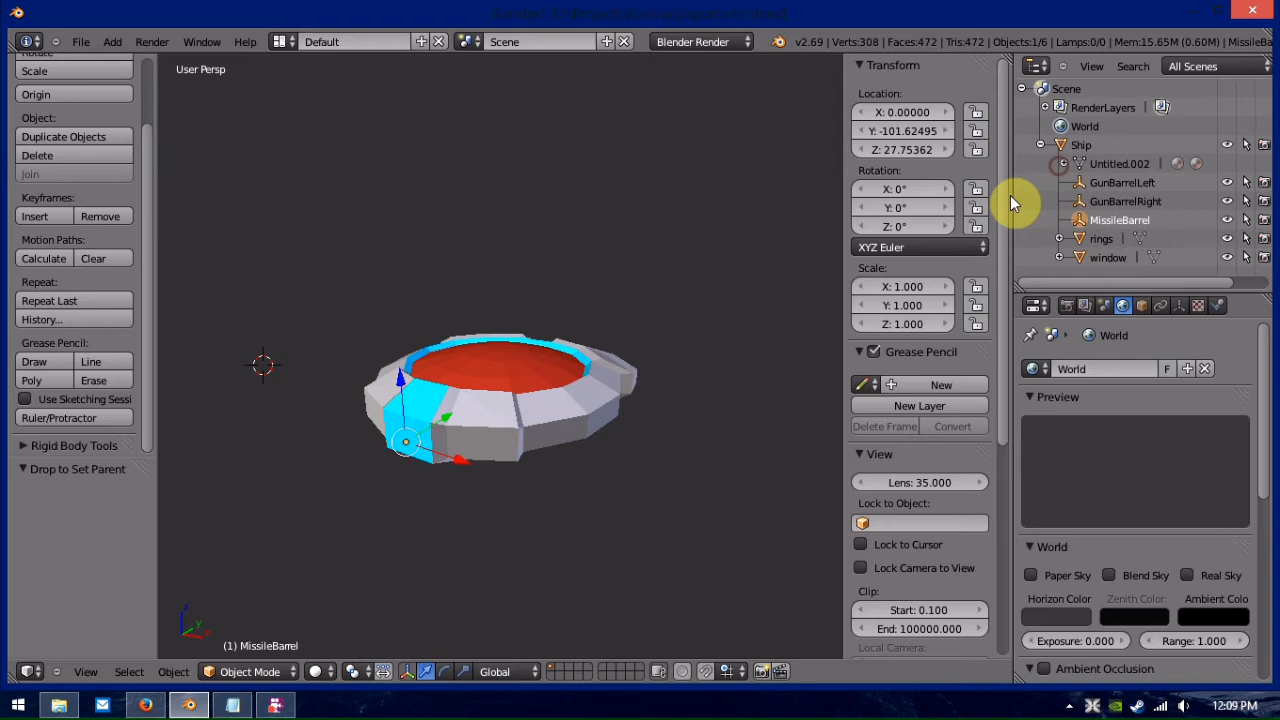 File Add Render Window Help Default Scene Blender Render v2.69 | Verts:308 | Faces:472 | Tris:472 | Objects:1/6 | Lamps:0/0 | Mem:15.65M (0.60M) | MissileBa
User Persp
Scale
Origin
Object:
Duplicate Objects
Delete
Join
Keyframes:
Insert Remove
Motion Paths:
Calculate Clear
Repeat:
Repeat Last
History...
Grease Pencil:
Draw Line
Poly Erase
Use Sketching Sessi
Ruler/Protractor
Rigid Body Tools
Drop to Set Parent
(1) MissileBarrel
View Select Object Object Mode Global
Transform
Location:
X: 0.00000
Y: -101.62495
Z: 27.75362
Rotation:
X: 0°
Y: 0°
Z: 0°
XYZ Euler
Scale:
X: 1.000
Y: 1.000
Z: 1.000
Grease Pencil
New
New Layer
Delete Frame Convert
View
Lens: 35.000
Lock to Object:
Lock to Cursor
Lock Camera to View
Clip:
Start: 0.100
End: 100000.000
Local Camera:
View Search All Scenes
Scene
RenderLayers |
World
Ship
Untitled.002 |
GunBarrelLeft
GunBarrelRight
MissileBarrel
rings |
window |
World
World F
Preview
World
Paper Sky Blend Sky Real Sky
Horizon Color Zenith Color: Ambient Colo
Exposure: 0.000 Range: 1.000
Ambient Occlusion
12:09 PM